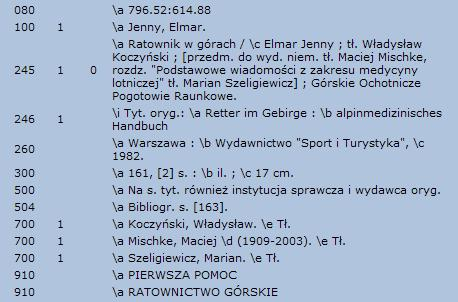 080 \a 796.52:614.88
100 1 \a Jenny, Elmar.
\a Ratownik w górach / \c Elmar Jenny ; tł. Władysław
Koczyński ; [przedm. do wyd. niem. tł. Maciej Mischke,
245 1 0 rozdz. "Podstawowe wiadomości z zakresu medycyny
lotniczej" tł. Marian Szeligiewicz] ; Górskie Ochotnicze
Pogotowie Raunkowe.
246 1 \i Tyt. oryg.: \a Retter im Gebirge : \b alpinmedizinisches
Handbuch
260 \a Warszawa : \b Wydawnictwo "Sport i Turystyka", \c
1982.
300 \a 161, [2] s. : \b il. ; \c 17 cm.
500 \a Na s. tyt. również instytucja sprawcza i wydawca oryg.
504 \a Bibliogr. s. [163].
700 1 \a Koczyński, Władysław. \e Tł.
700 1 \a Mischke, Maciej \d (1909-2003). \e Tł.
700 1 \a Szeligiewicz, Marian. \e Tł.
910 \a PIERWSZA POMOC
910 \a RATOWNICTWO GÓRSKIE